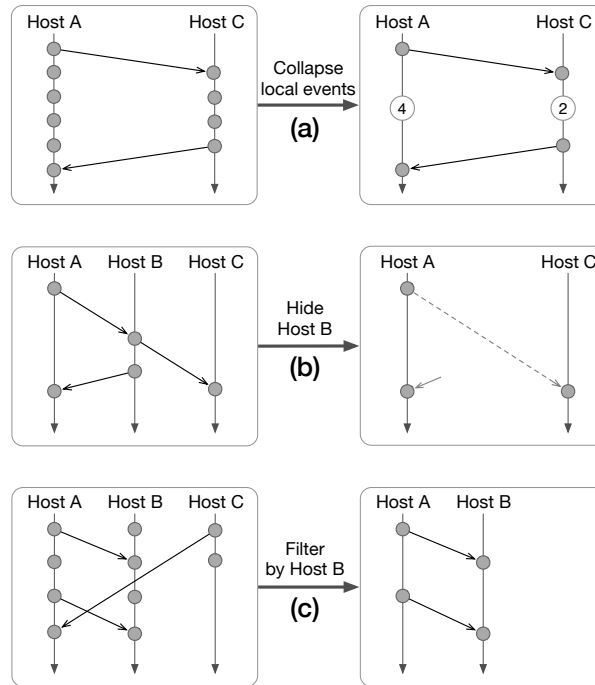 Host A Host C
Collapse
local events
(a)
Host A Host C
4
2
Host A Host B Host C
Hide
Host B
(b)
Host A Host C
Host A Host B Host C
Filter
by Host B
(c)
Host A Host B